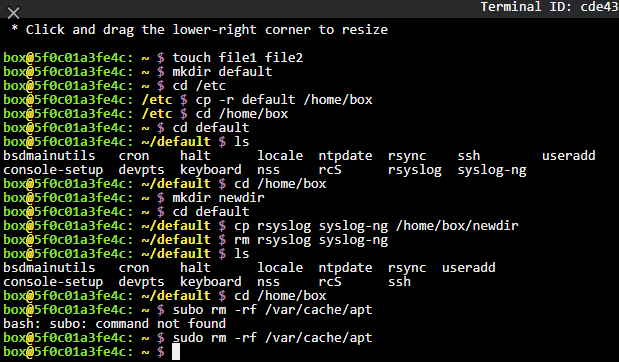 Terminal ID: cde43
* Click and drag the lower-right corner to resize
box@5f0c01a3fe4c: ~ $ touch file1 file2
box@5f0c01a3fe4c: ~ $ mkdir default
box@5f0c01a3fe4c: ~ $ cd /etc
box@5f0c01a3fe4c: /etc $ cp -r default /home/box
box@5f0c01a3fe4c: /etc $ cd /home/box
box@5f0c01a3fe4c: ~ $ cd default
box@5f0c01a3fe4c: ~/default $ ls
bsdmainutils cron halt locale ntpdate rsync ssh useradd
console-setup devpts keyboard nss rcS rsyslog syslog-ng
box@5f0c01a3fe4c: ~/default $ cd /home/box
box@5f0c01a3fe4c: ~ $ mkdir newdir
box@5f0c01a3fe4c: ~ $ cd default
box@5f0c01a3fe4c: ~/default $ cp rsyslog syslog-ng /home/box/newdir
box@5f0c01a3fe4c: ~/default $ rm rsyslog syslog-ng
box@5f0c01a3fe4c: ~/default $ ls
bsdmainutils cron halt locale ntpdate rsync useradd
console-setup devpts keyboard nss rcS ssh
box@5f0c01a3fe4c: ~/default $ cd /home/box
box@5f0c01a3fe4c: ~ $ subo rm -rf /var/cache/apt
bash: subo: command not found
box@5f0c01a3fe4c: ~ $ sudo rm -rf /var/cache/apt
box@5f0c01a3fe4c: ~ $